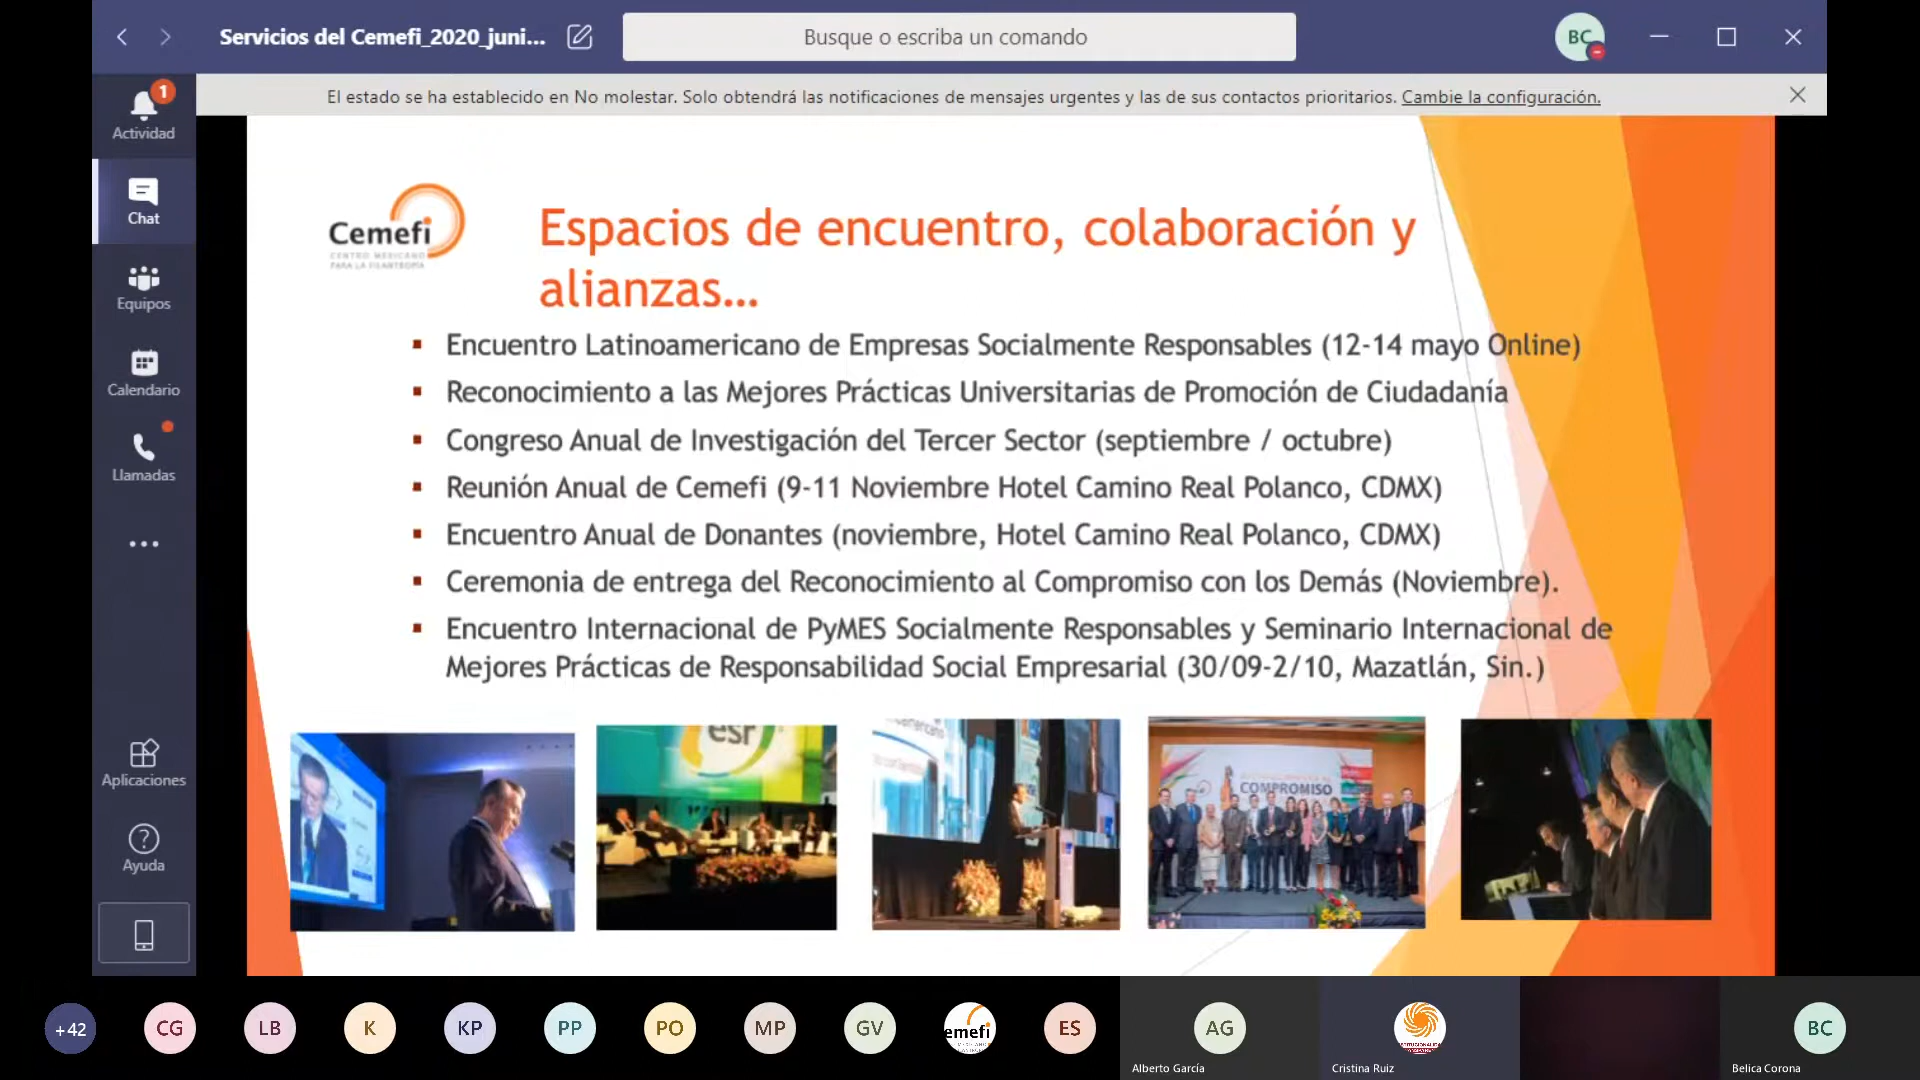 Servicios del Cemefi_2020_juni...
Busque o escriba un comando
BC
El estado se ha establecido en No molestar. Solo obtendrá las notificaciones de mensajes urgentes y las de sus contactos prioritarios. Cambie la configuración.
1
Actividad
Chat
Equipos
Calendario
Llamadas
Aplicaciones
Ayuda
Cemefi
CENTRO MEXICANO
PARA LA FILANTROPÍA
Espacios de encuentro, colaboración y
alianzas...
Encuentro Latinoamericano de Empresas Socialmente Responsables (12-14 mayo Online)
Reconocimiento a las Mejores Prácticas Universitarias de Promoción de Ciudadanía
Congreso Anual de Investigación del Tercer Sector (septiembre / octubre)
Reunión Anual de Cemefi (9-11 Noviembre Hotel Camino Real Polanco, CDMX)
Encuentro Anual de Donantes (noviembre, Hotel Camino Real Polanco, CDMX)
Ceremonia de entrega del Reconocimiento al Compromiso con los Demás (Noviembre).
Encuentro Internacional de PyMES Socialmente Responsables y Seminario Internacional de
Mejores Prácticas de Responsabilidad Social Empresarial (30/09-2/10, Mazatlán, Sin.)
esr
COMPROMISO
+42
CG
LB
K
KP
PP
PO
MP
GV
emefi
ES
AG
BC
Alberto García
Cristina Ruiz
Belica Corona